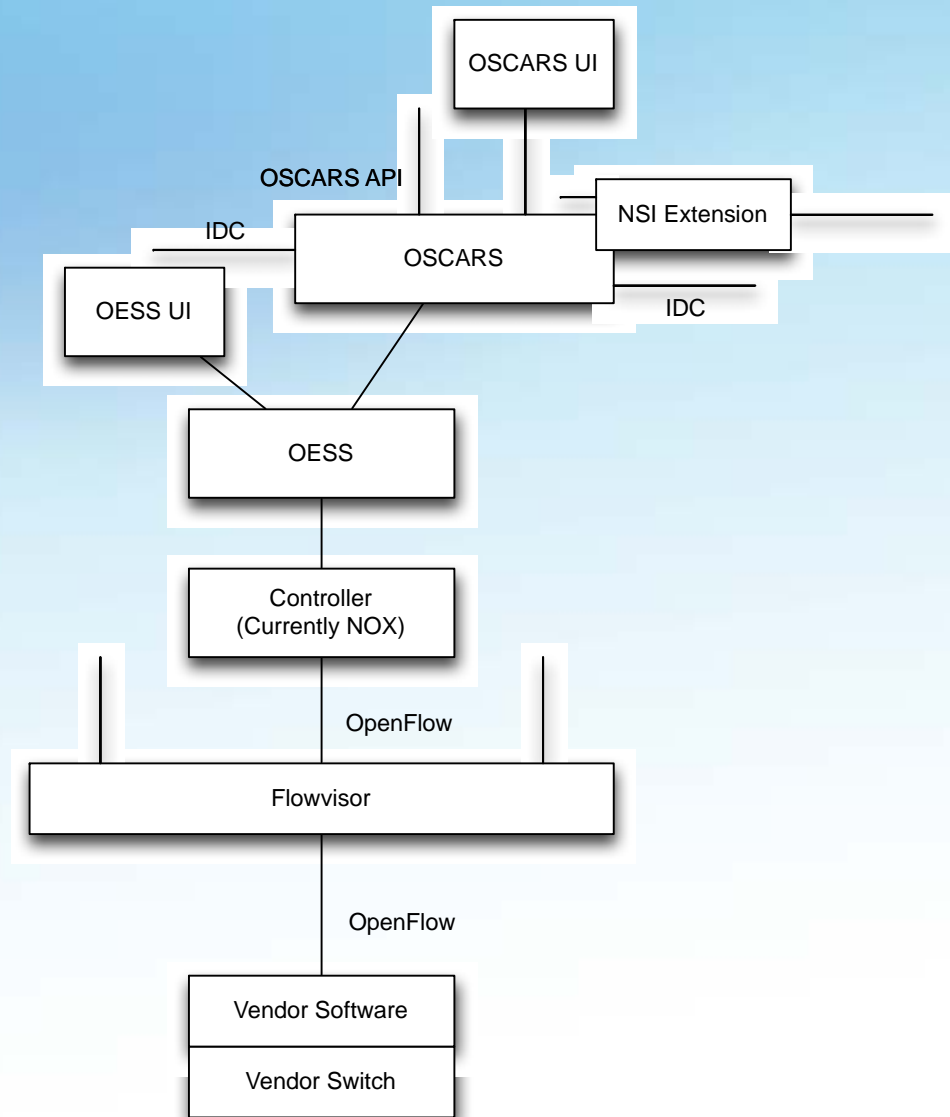 OSCARS UI
OSCARS API
NSI Extension
IDC
OSCARS
OESS UI
IDC
OESS
Controller
(Currently NOX)
OpenFlow
Flowvisor
OpenFlow
Vendor Software
Vendor Switch